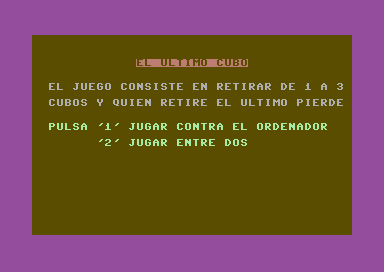 EL ULTIMO CUBO
EL JUEGO CONSISTE EN RETIRAR DE 1 A 3
CUBOS Y QUIEN RETIRE EL ULTIMO PIERDE
PULSA '1' JUGAR CONTRA EL ORDENADOR
'2' JUGAR ENTRE DOS